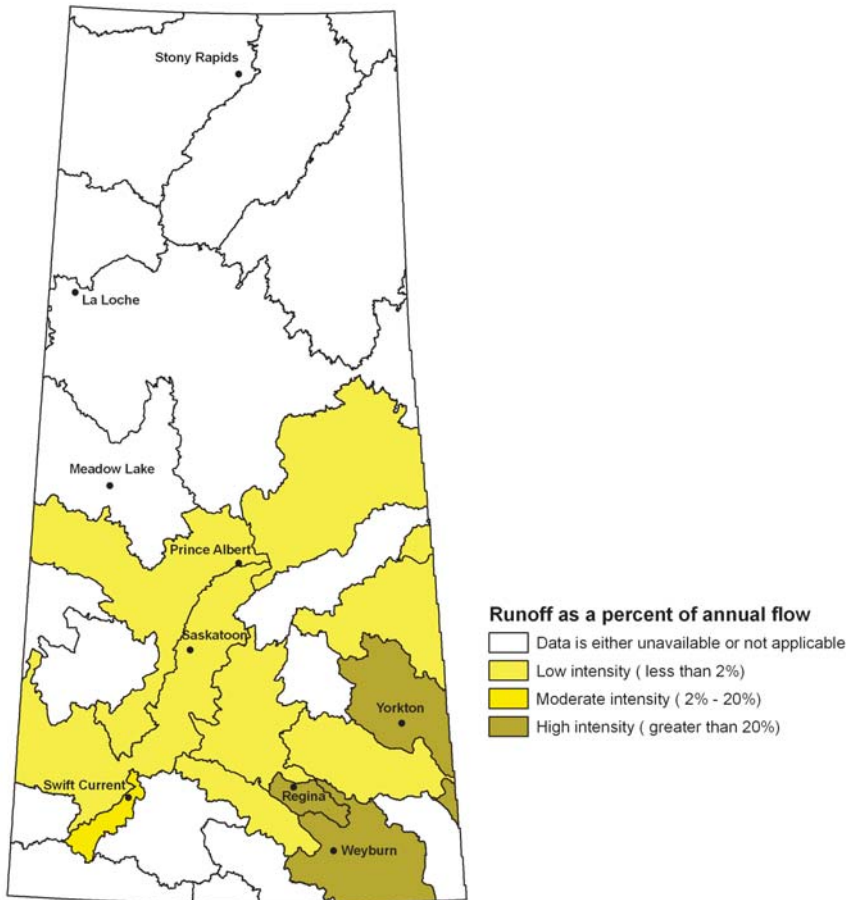 Stony Rapids
La Loche
Meadow Lake
Prince Albert
Saskatoon
Yorkton
Swift Current
Regina
Weyburn
Runoff as a percent of annual flow
Data is either unavailable or not applicable
Low intensity ( less than 2%)
Moderate intensity ( 2% - 20%)
High intensity ( greater than 20%)